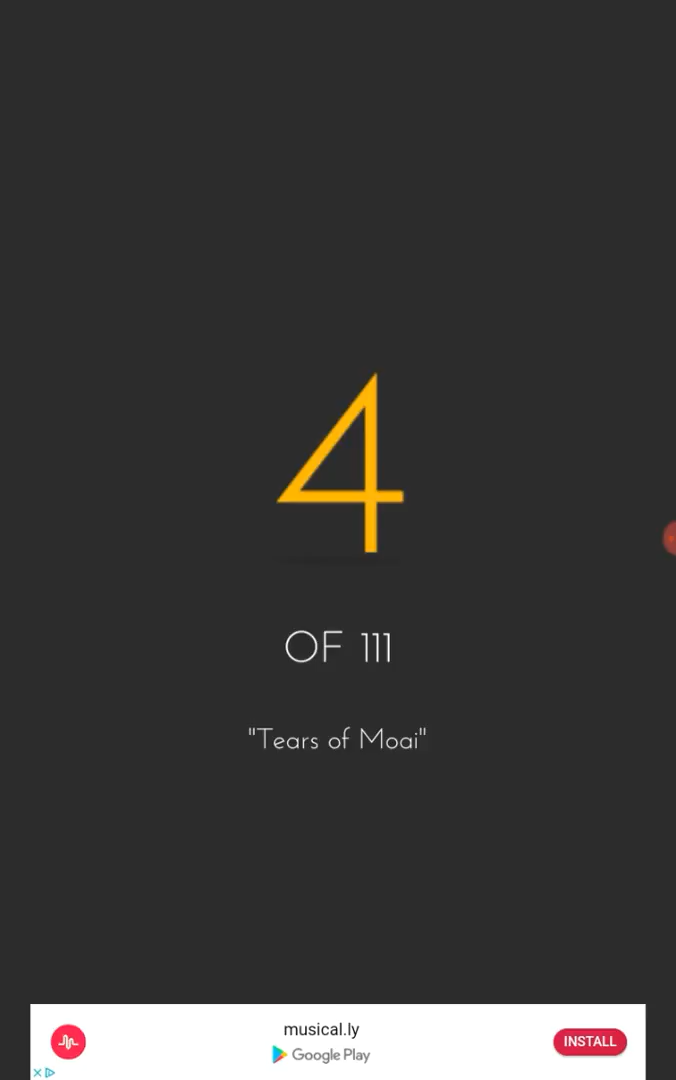 4
OF 111
"Tears of Moai"
musical.ly
Google Play
INSTALL